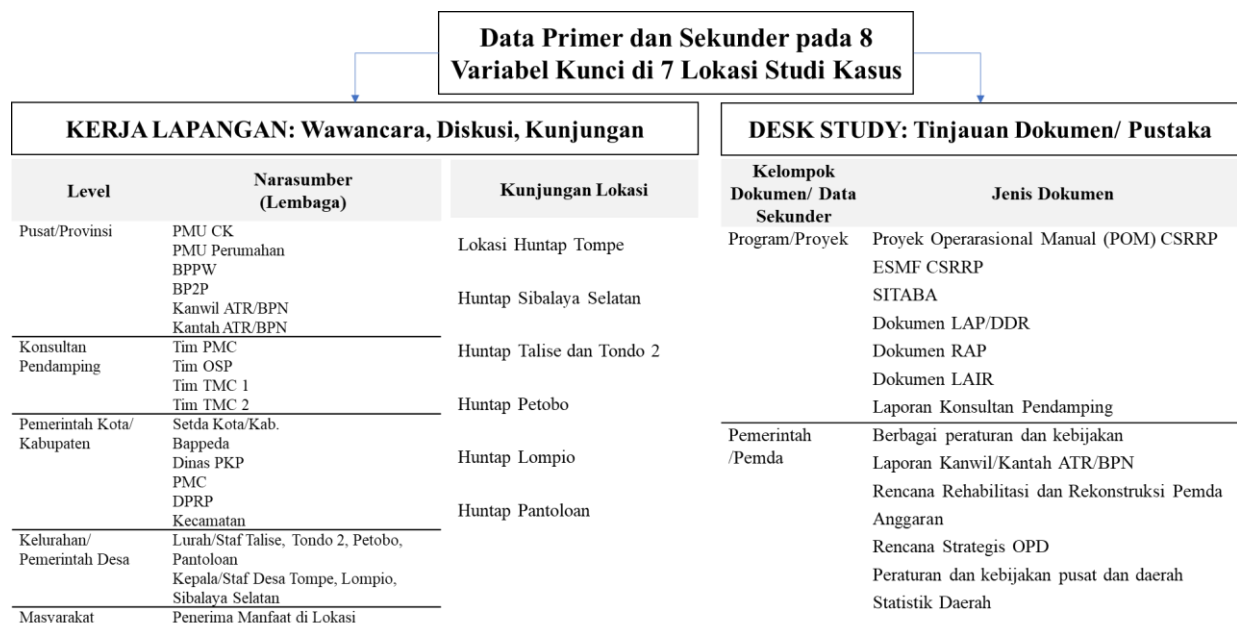 Data Primer dan Sekunder pada 8
Variabel Kunci di 7 Lokasi Studi Kasus
KERJA LAPANGAN: Wawancara, Diskusi, Kunjungan
Level
Narasumber
(Lembaga)
Pusat/Provinsi
PMU CK
PMU Perumahan
BPPW
BP2P
Kanwil ATR/BPN
Kantah ATR/BPN
Konsultan
Pendamping
Tim PMC
Tim OSP
Tim TMC 1
Tim TMC 2
Pemerintah Kota/
Kabupaten
Setda Kota/Kab.
Bappeda
Dinas PKP
PMC
DPRP
Kecamatan
Kelurahan/
Pemerintah Desa
Lurah/Staf Talise, Tondo 2, Petobo,
Pantoloan
Kepala/Staf Desa Tompe, Lompio,
Sibalaya Selatan
Masyarakat
Penerima Manfaat di Lokasi
Kunjungan Lokasi
Lokasi Huntap Tompe
Huntap Sibalaya Selatan
Huntap Talise dan Tondo 2
Huntap Petobo
Huntap Lompio
Huntap Pantoloan
DESK STUDY: Tinjauan Dokumen/ Pustaka
Kelompok
Dokumen/ Data
Sekunder
Jenis Dokumen
Program/Proyek
Proyek Operarasional Manual (POM) CSRRP
ESMF CSRRP
SITABA
Dokumen LAP/DDR
Dokumen RAP
Dokumen LAIR
Laporan Konsultan Pendamping
Pemerintah
/Pemda
Berbagai peraturan dan kebijakan
Laporan Kanwil/Kantah ATR/BPN
Rencana Rehabilitasi dan Rekonstruksi Pemda
Anggaran
Rencana Strategis OPD
Peraturan dan kebijakan pusat dan daerah
Statistik Daerah